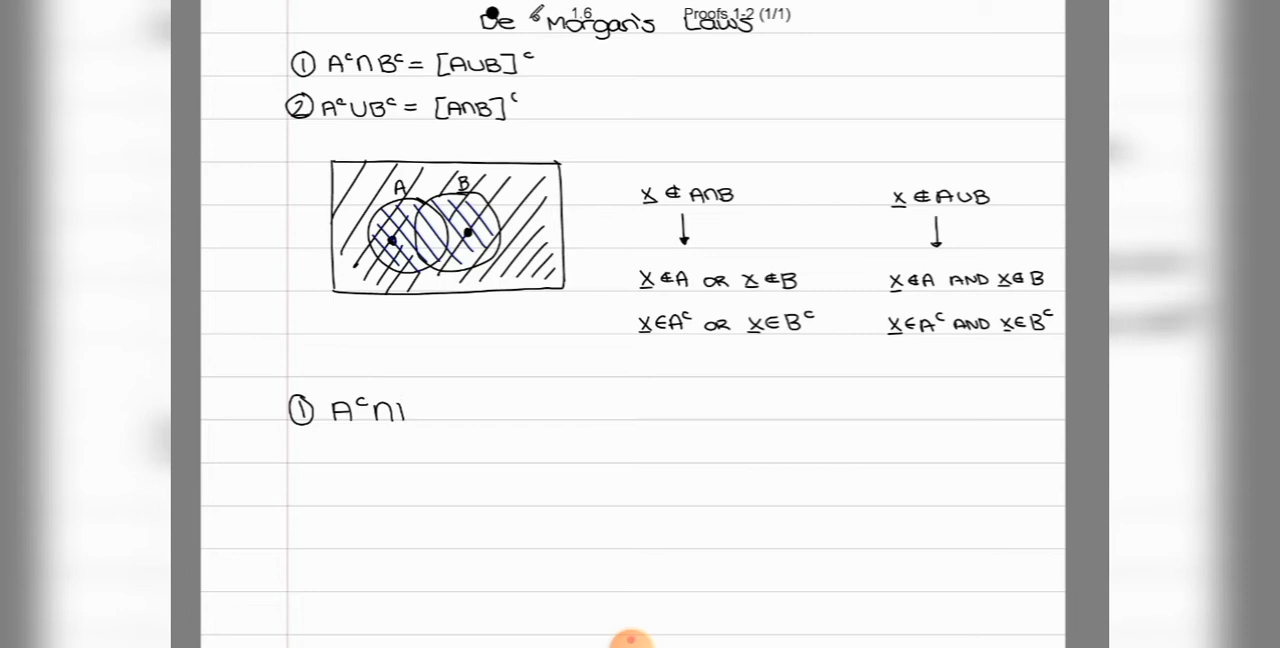 De Morgan's Laws
1.6
Proofs 1-2 (1/1)
① Aᶜ∩Bᶜ = [A∪B]ᶜ
② Aᶜ∪Bᶜ = [A∩B]ᶜ
A B
x ∉ A∩B
x ∉ A∪B
↓ ↓
x∉A OR x∉B
x∉A AND x∉B
x∈Aᶜ OR x∈Bᶜ
x∈Aᶜ AND x∈Bᶜ
① Aᶜ∩